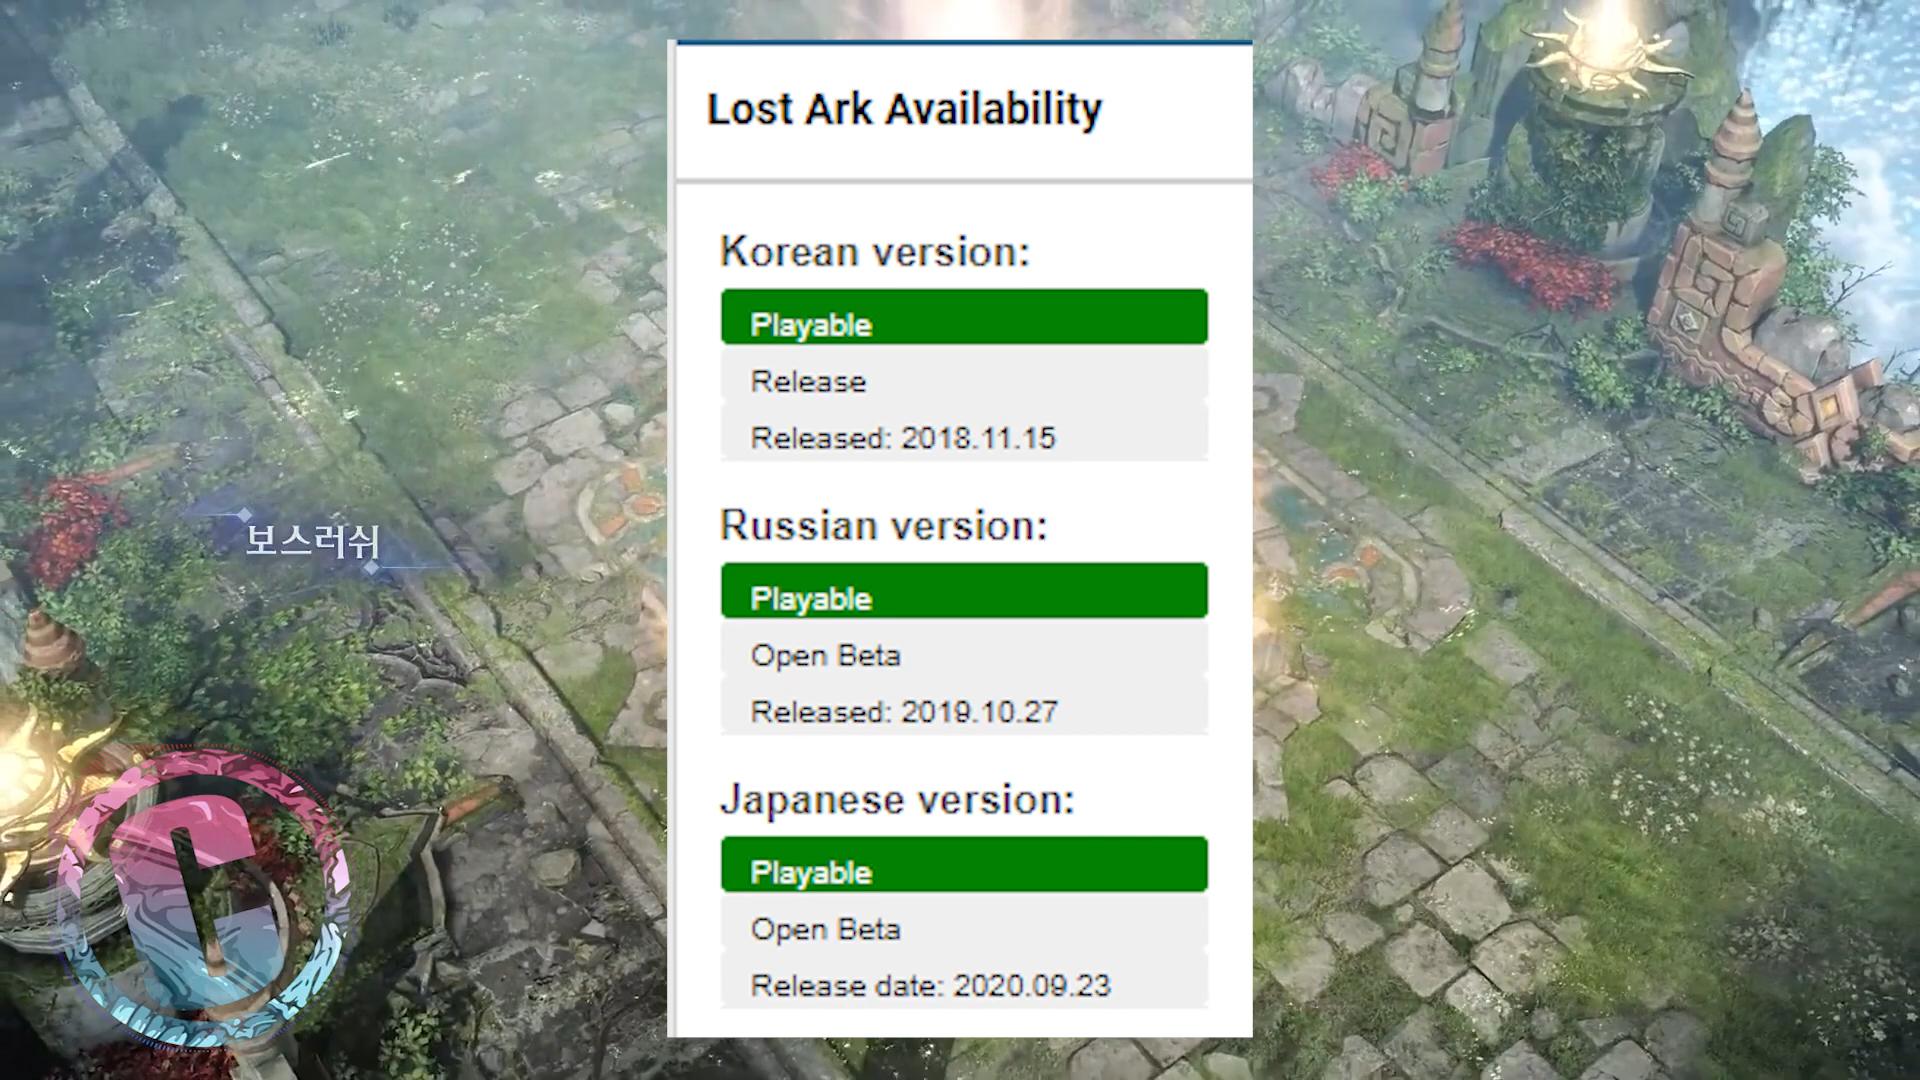 Lost Ark Availability
Korean version:
Playable
Release
Released: 2018.11.15
Russian version:
Playable
Open Beta
Released: 2019.10.27
Japanese version:
Playable
Open Beta
Release date: 2020.09.23
보스러쉬